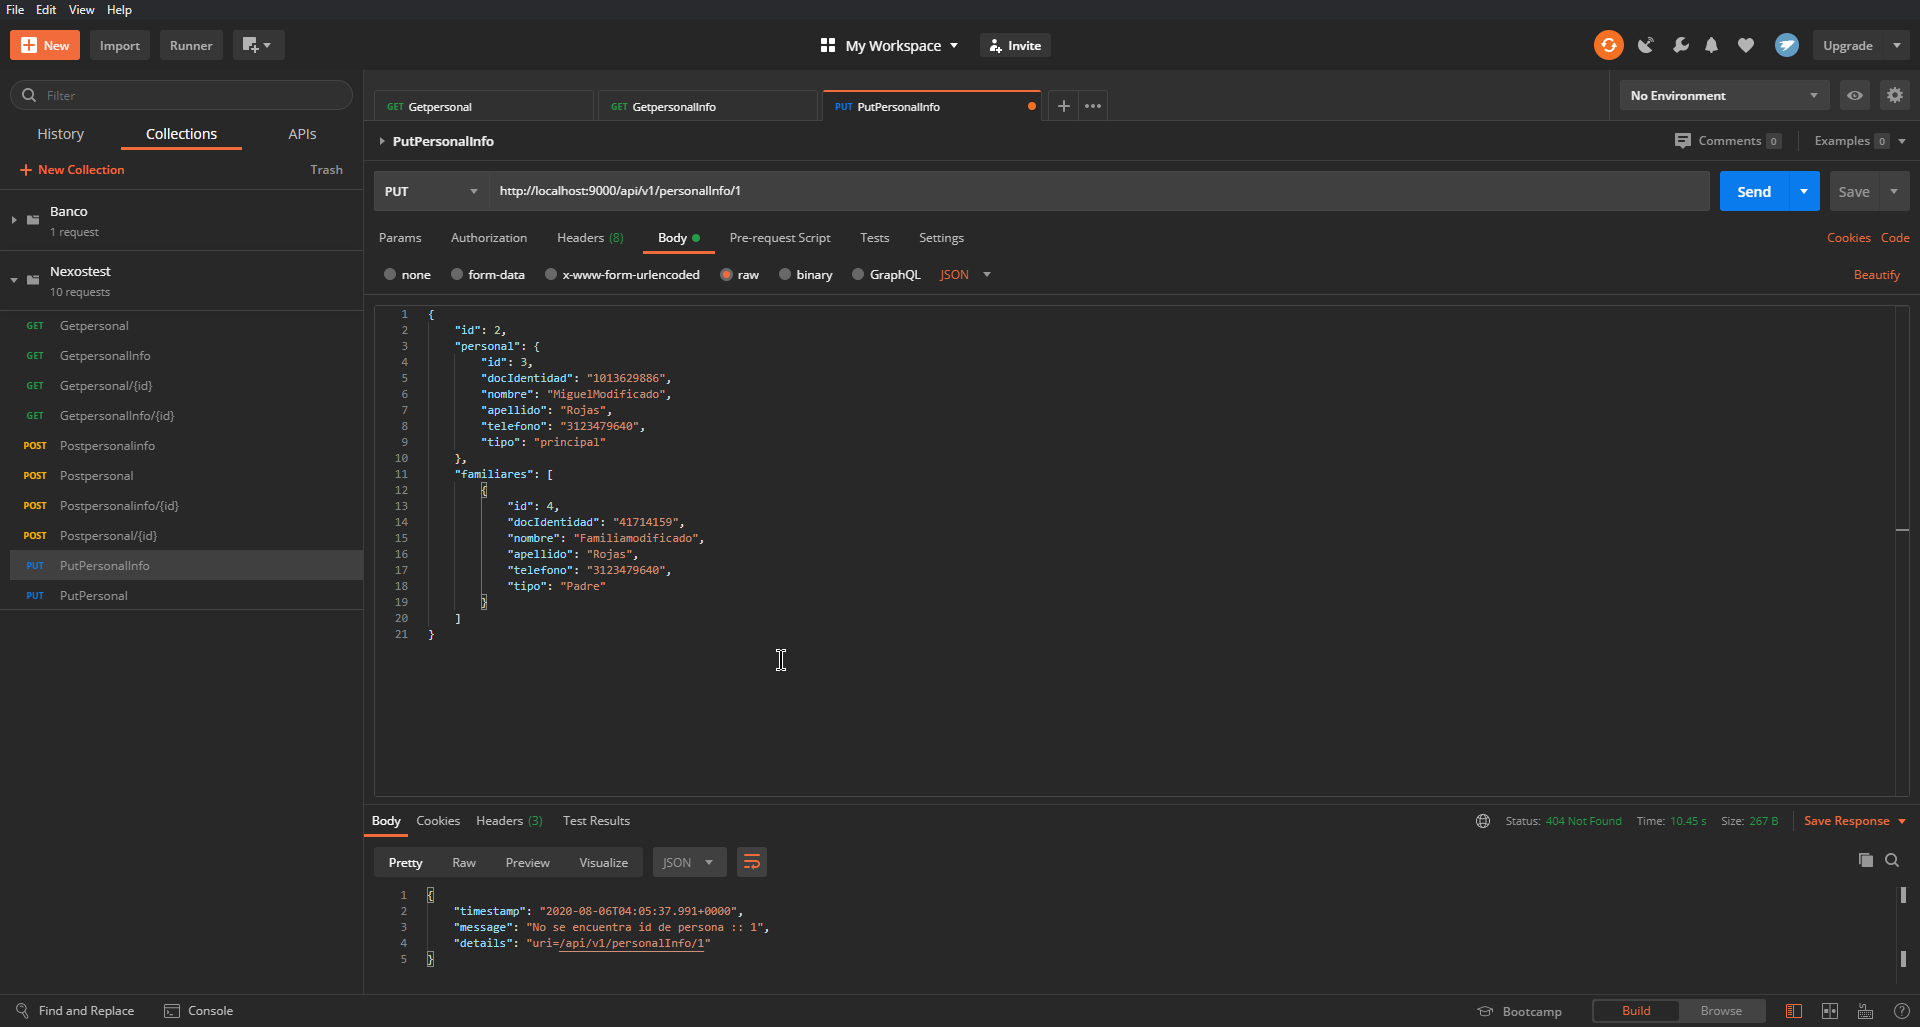 File Edit View Help
New Import Runner My Workspace Invite Upgrade
Filter
History Collections APIs
New Collection Trash
Banco
1 request
Nexostest
10 requests
GET Getpersonal
GET GetpersonalInfo
GET Getpersonal/{id}
GET GetpersonalInfo/{id}
POST Postpersonalinfo
POST Postpersonal
POST Postpersonalinfo/{id}
POST Postpersonal/{id}
PUT PutPersonalInfo
PUT PutPersonal
GET Getpersonal GET GetpersonalInfo PUT PutPersonalInfo No Environment
PutPersonalInfo Comments 0 Examples 0
PUT http://localhost:9000/api/v1/personalInfo/1 Send Save
Params Authorization Headers (8) Body Pre-request Script Tests Settings Cookies Code
none form-data x-www-form-urlencoded raw binary GraphQL JSON Beautify
1 {
2 "id": 2,
3 "personal": {
4 "id": 3,
5 "docIdentidad": "1013629886",
6 "nombre": "MiguelModificado",
7 "apellido": "Rojas",
8 "telefono": "3123479640",
9 "tipo": "principal"
10 },
11 "familiares": [
12 {
13 "id": 4,
14 "docIdentidad": "41714159",
15 "nombre": "Familiamodificado",
16 "apellido": "Rojas",
17 "telefono": "3123479640",
18 "tipo": "Padre"
19 }
20 ]
21 }
Body Cookies Headers (3) Test Results Status: 404 Not Found Time: 10.45 s Size: 267 B Save Response
Pretty Raw Preview Visualize JSON
1 {
2 "timestamp": "2020-08-06T04:05:37.991+0000",
3 "message": "No se encuentra id de persona :: 1",
4 "details": "uri=/api/v1/personalInfo/1"
5 }
Find and Replace Console Bootcamp Build Browse